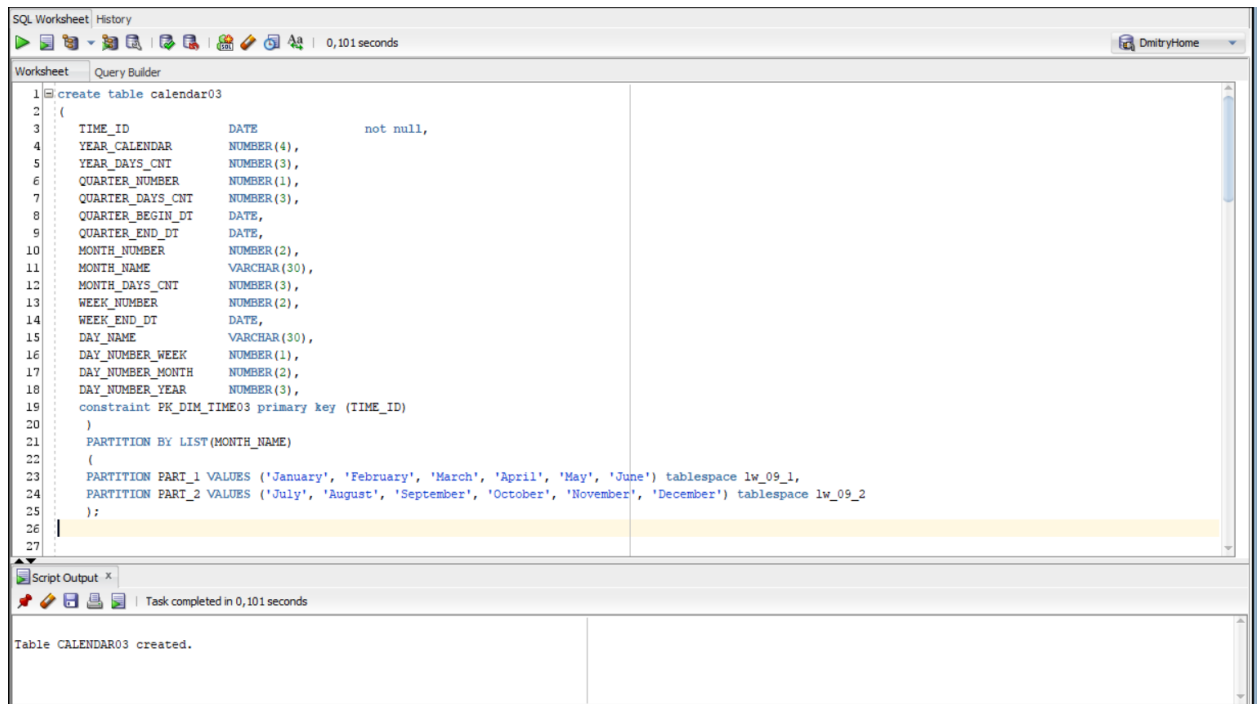 SQL Worksheet History
0,101 seconds
DmitryHome
Worksheet Query Builder
1 create table calendar03
2 (
3 TIME_ID DATE not null,
4 YEAR_CALENDAR NUMBER(4),
5 YEAR_DAYS_CNT NUMBER(3),
6 QUARTER_NUMBER NUMBER(1),
7 QUARTER_DAYS_CNT NUMBER(3),
8 QUARTER_BEGIN_DT DATE,
9 QUARTER_END_DT DATE,
10 MONTH_NUMBER NUMBER(2),
11 MONTH_NAME VARCHAR(30),
12 MONTH_DAYS_CNT NUMBER(3),
13 WEEK_NUMBER NUMBER(2),
14 WEEK_END_DT DATE,
15 DAY_NAME VARCHAR(30),
16 DAY_NUMBER_WEEK NUMBER(1),
17 DAY_NUMBER_MONTH NUMBER(2),
18 DAY_NUMBER_YEAR NUMBER(3),
19 constraint PK_DIM_TIME03 primary key (TIME_ID)
20 )
21 PARTITION BY LIST(MONTH_NAME)
22 (
23 PARTITION PART_1 VALUES ('January', 'February', 'March', 'April', 'May', 'June') tablespace lw_09_1,
24 PARTITION PART_2 VALUES ('July', 'August', 'September', 'October', 'November', 'December') tablespace lw_09_2
25 );
26
27
Script Output x
Task completed in 0,101 seconds
Table CALENDAR03 created.